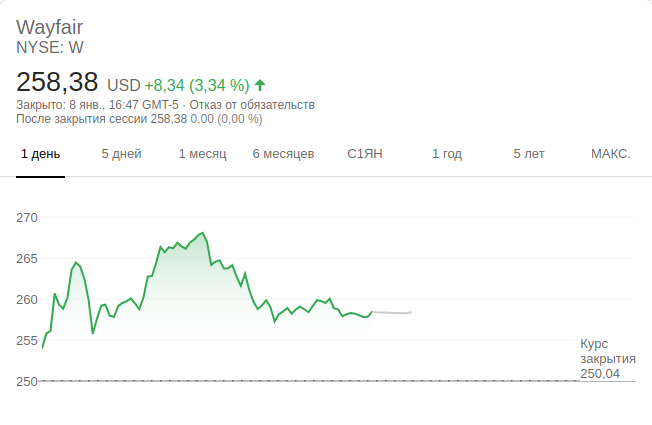 Wayfair
NYSE: W
258,38 USD +8,34 (3,34 %)
Закрыто: 8 янв., 16:47 GMT-5 · Отказ от обязательств
После закрытия сессии 258,38 0,00 (0,00 %)
1 день 5 дней 1 месяц 6 месяцев С1ЯН 1 год 5 лет МАКС.
270
265
260
255
Курс
закрытия
250,04
250